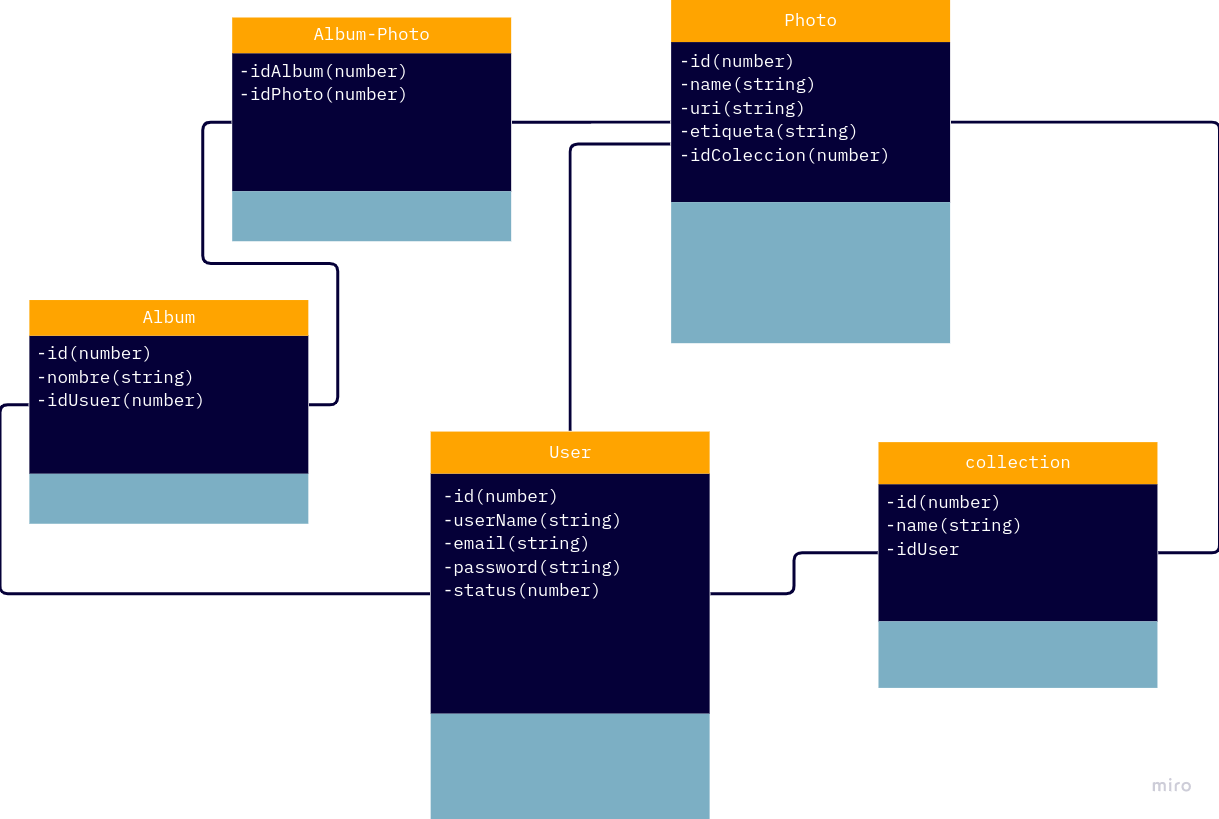 Album-Photo
-idAlbum(number)
-idPhoto(number)
Photo
-id(number)
-name(string)
-uri(string)
-etiqueta(string)
-idColeccion(number)
Album
-id(number)
-nombre(string)
-idUsuer(number)
User
-id(number)
-userName(string)
-email(string)
-password(string)
-status(number)
collection
-id(number)
-name(string)
-idUser
miro